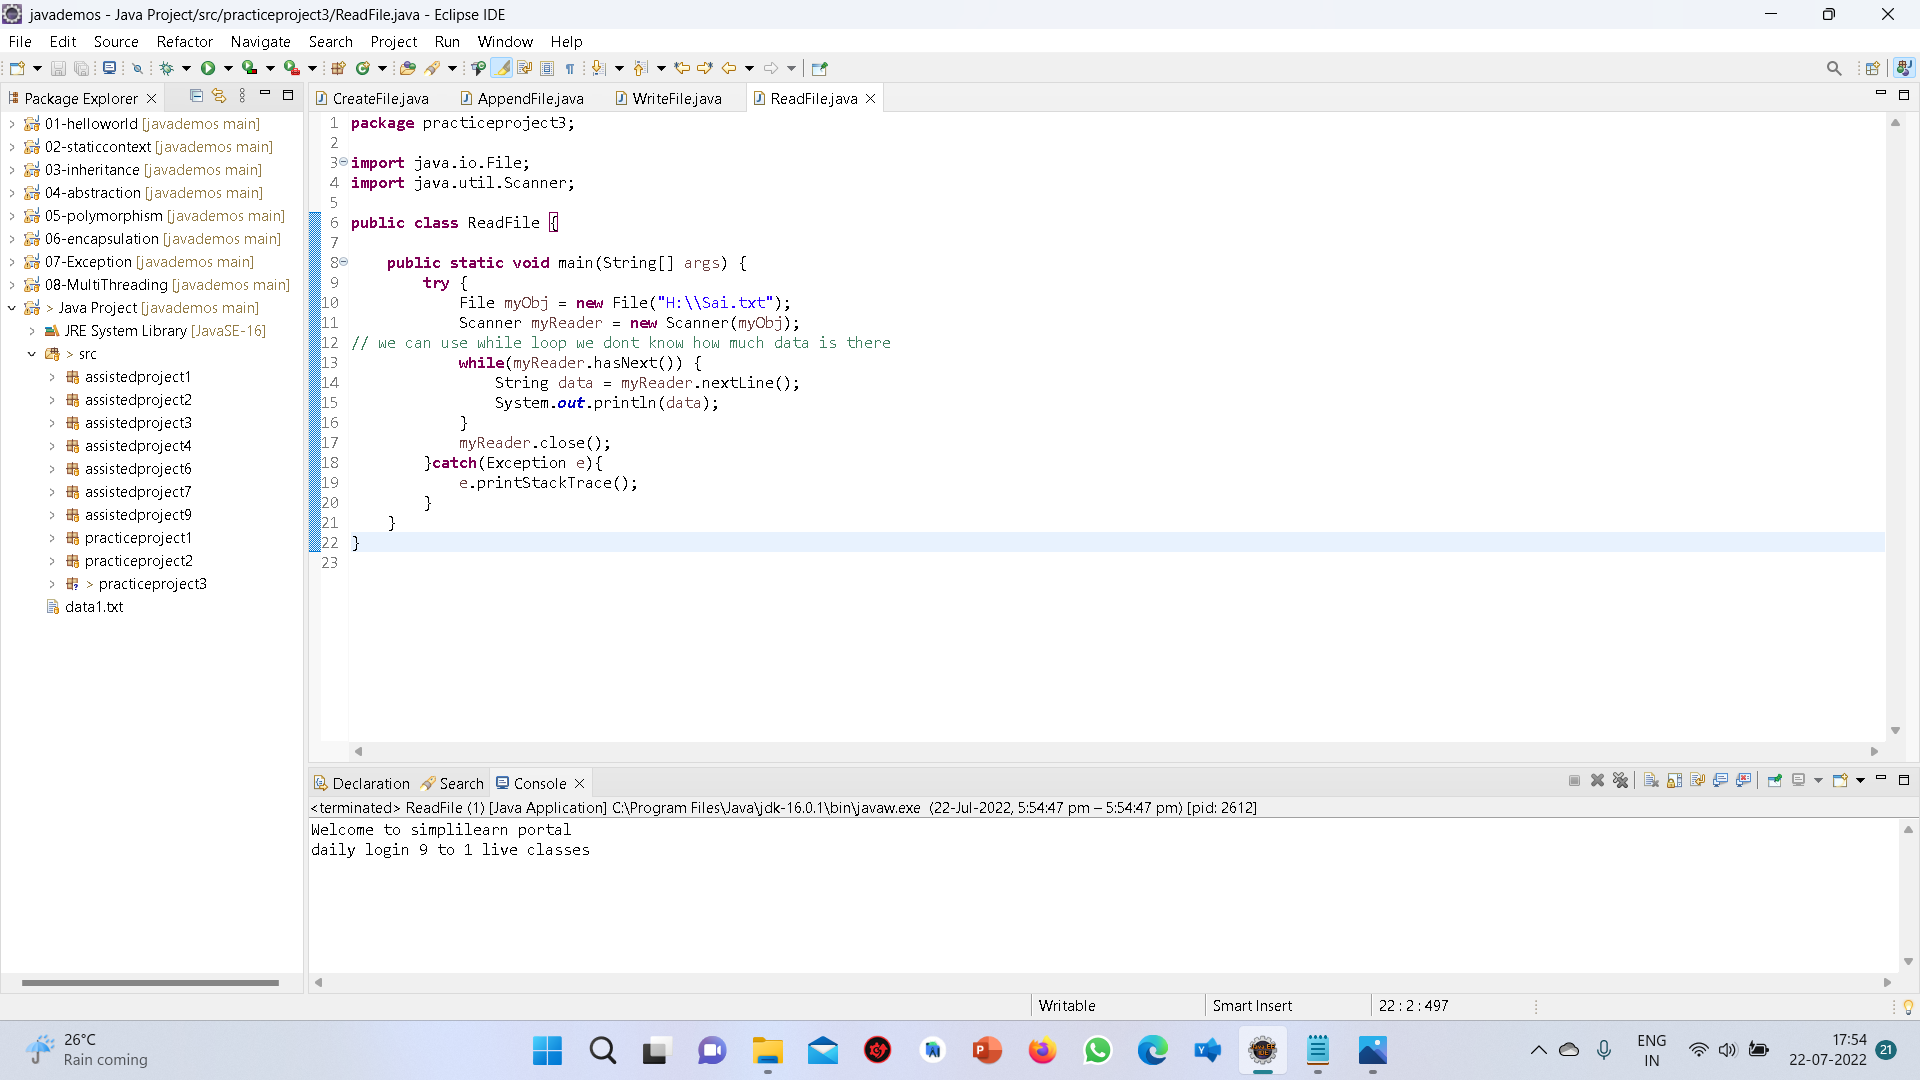 javademos - Java Project/src/practiceproject3/ReadFile.java - Eclipse IDE
File Edit Source Refactor Navigate Search Project Run Window Help
Package Explorer
CreateFile.java AppendFile.java WriteFile.java ReadFile.java
01-helloworld [javademos main]
02-staticcontext [javademos main]
03-inheritance [javademos main]
04-abstraction [javademos main]
05-polymorphism [javademos main]
06-encapsulation [javademos main]
07-Exception [javademos main]
08-MultiThreading [javademos main]
> Java Project [javademos main]
JRE System Library [JavaSE-16]
> src
assistedproject1
assistedproject2
assistedproject3
assistedproject4
assistedproject6
assistedproject7
assistedproject9
practiceproject1
practiceproject2
> practiceproject3
data1.txt
1 package practiceproject3;
2
3 import java.io.File;
4 import java.util.Scanner;
5
6 public class ReadFile {
7
8 public static void main(String[] args) {
9 try {
10 File myObj = new File("H:\\Sai.txt");
11 Scanner myReader = new Scanner(myObj);
12 // we can use while loop we dont know how much data is there
13 while(myReader.hasNext()) {
14 String data = myReader.nextLine();
15 System.out.println(data);
16 }
17 myReader.close();
18 }catch(Exception e){
19 e.printStackTrace();
20 }
21 }
22 }
23
Declaration Search Console
<terminated> ReadFile (1) [Java Application] C:\Program Files\Java\jdk-16.0.1\bin\javaw.exe (22-Jul-2022, 5:54:47 pm – 5:54:47 pm) [pid: 2612]
Welcome to simplilearn portal
daily login 9 to 1 live classes
Writable Smart Insert 22 : 2 : 497
26°C
Rain coming
ENG
IN
17:54
22-07-2022
21